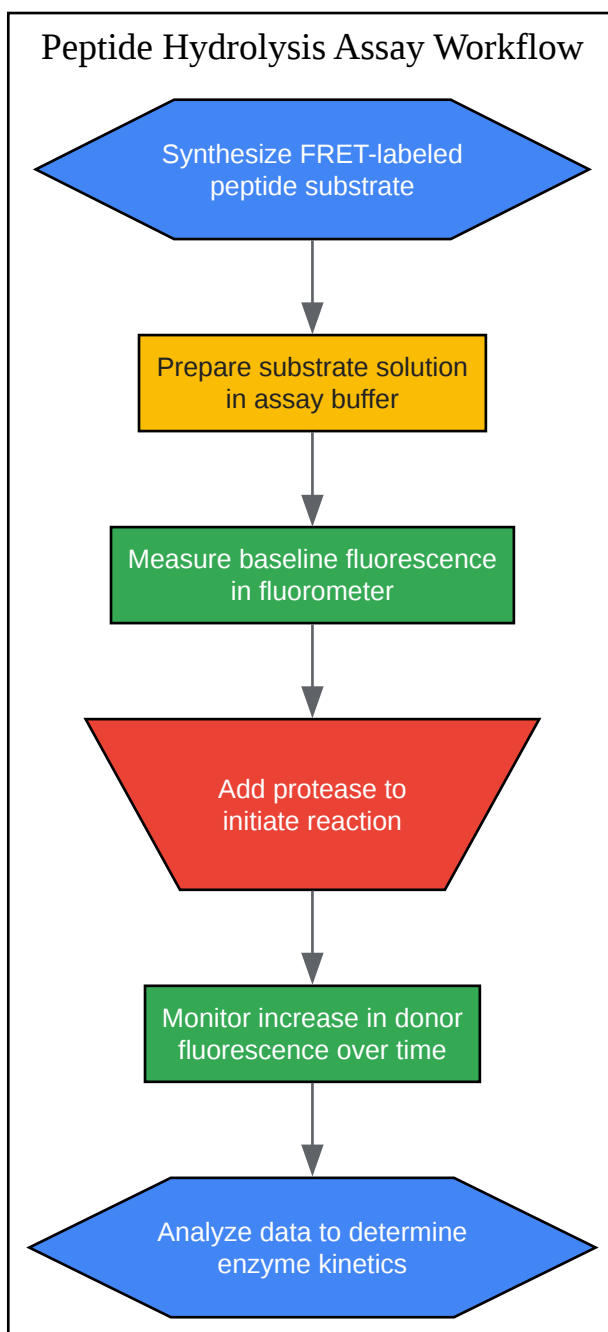 Peptide Hydrolysis Assay Workflow
Synthesize FRET-labeled
peptide substrate
Prepare substrate solution
in assay buffer
Measure baseline fluorescence
in fluorometer
Add protease to
initiate reaction
Monitor increase in donor
fluorescence over time
Analyze data to determine
enzyme kinetics